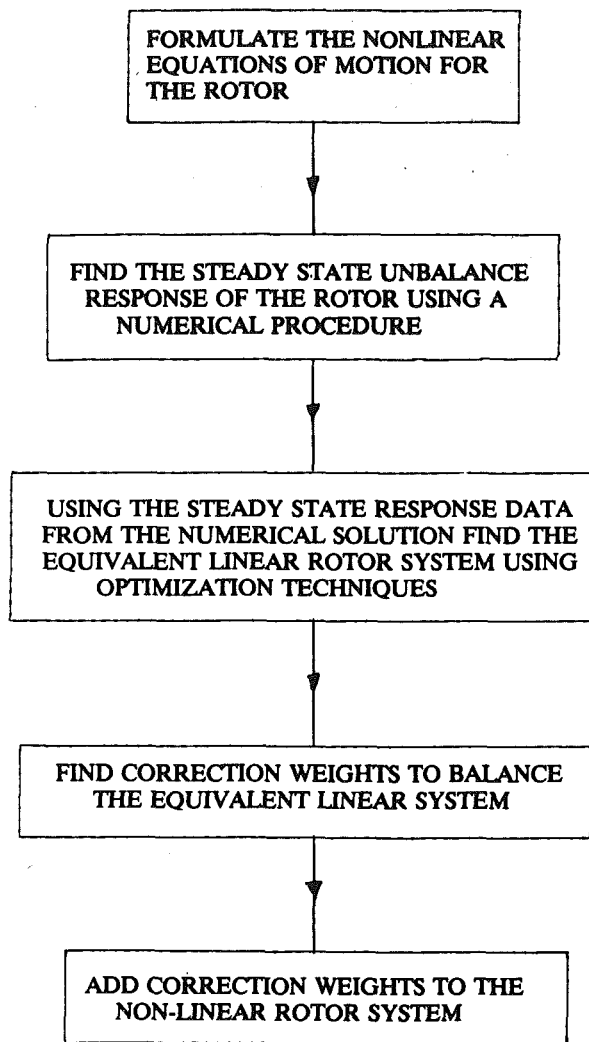 FORMULATE THE NONLINEAR
EQUATIONS OF MOTION FOR
THE ROTOR
FIND THE STEADY STATE UNBALANCE
RESPONSE OF THE ROTOR USING A
NUMERICAL PROCEDURE
USING THE STEADY STATE RESPONSE DATA
FROM THE NUMERICAL SOLUTION FIND THE
EQUIVALENT LINEAR ROTOR SYSTEM USING
OPTIMIZATION TECHNIQUES
FIND CORRECTION WEIGHTS TO BALANCE
THE EQUIVALENT LINEAR SYSTEM
ADD CORRECTION WEIGHTS TO THE
NON-LINEAR ROTOR SYSTEM